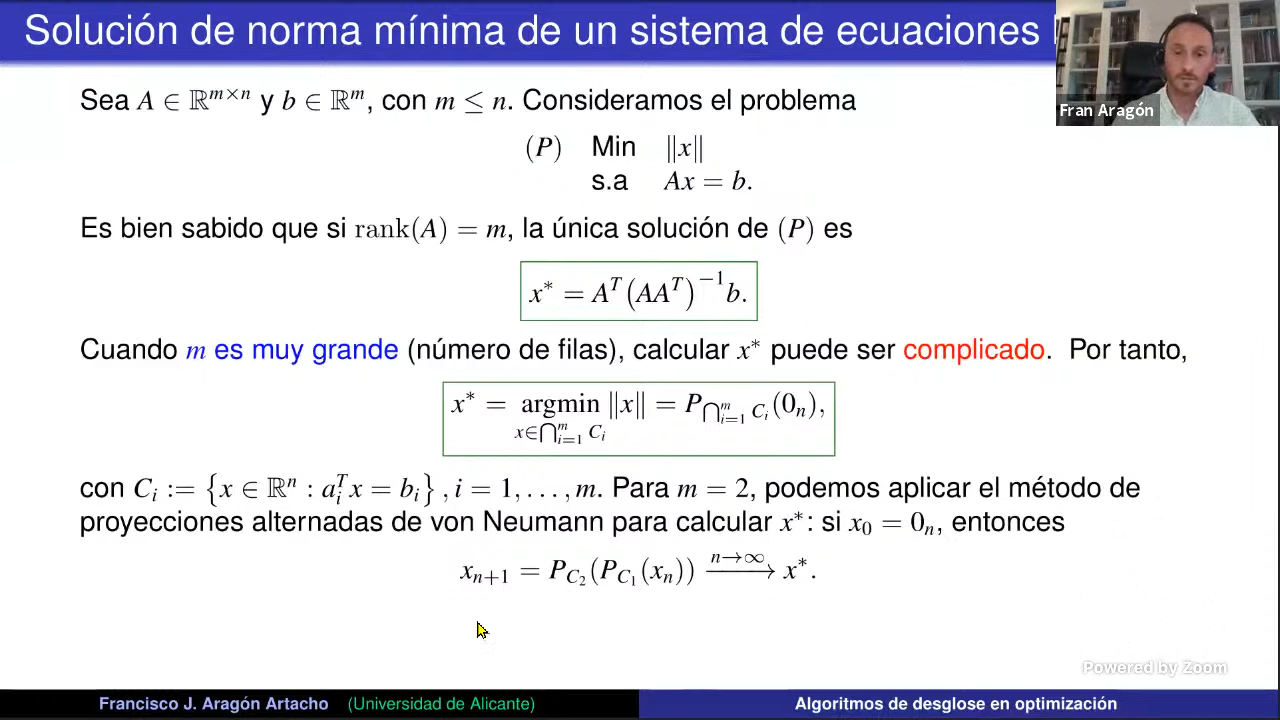 Solución de norma mínima de un sistema de ecuaciones
Fran Aragón
Sea A ∈ ℝ^{m×n} y b ∈ ℝ^m, con m ≤ n. Consideramos el problema
(P) Min ‖x‖
s.a Ax = b.
Es bien sabido que si rank(A) = m, la única solución de (P) es
x* = A^T(AA^T)^{−1}b.
Cuando m es muy grande (número de filas), calcular x* puede ser complicado. Por tanto,
x* = argmin_{x∈⋂_{i=1}^m C_i} ‖x‖ = P_{⋂_{i=1}^m C_i}(0_n),
con C_i := {x ∈ ℝ^n : a_i^T x = b_i}, i = 1, . . . , m. Para m = 2, podemos aplicar el método de
proyecciones alternadas de von Neumann para calcular x*: si x_0 = 0_n, entonces
x_{n+1} = P_{C_2}(P_{C_1}(x_n)) \xrightarrow{n→∞} x*.
Powered by Zoom
Francisco J. Aragón Artacho (Universidad de Alicante) Algoritmos de desglose en optimización